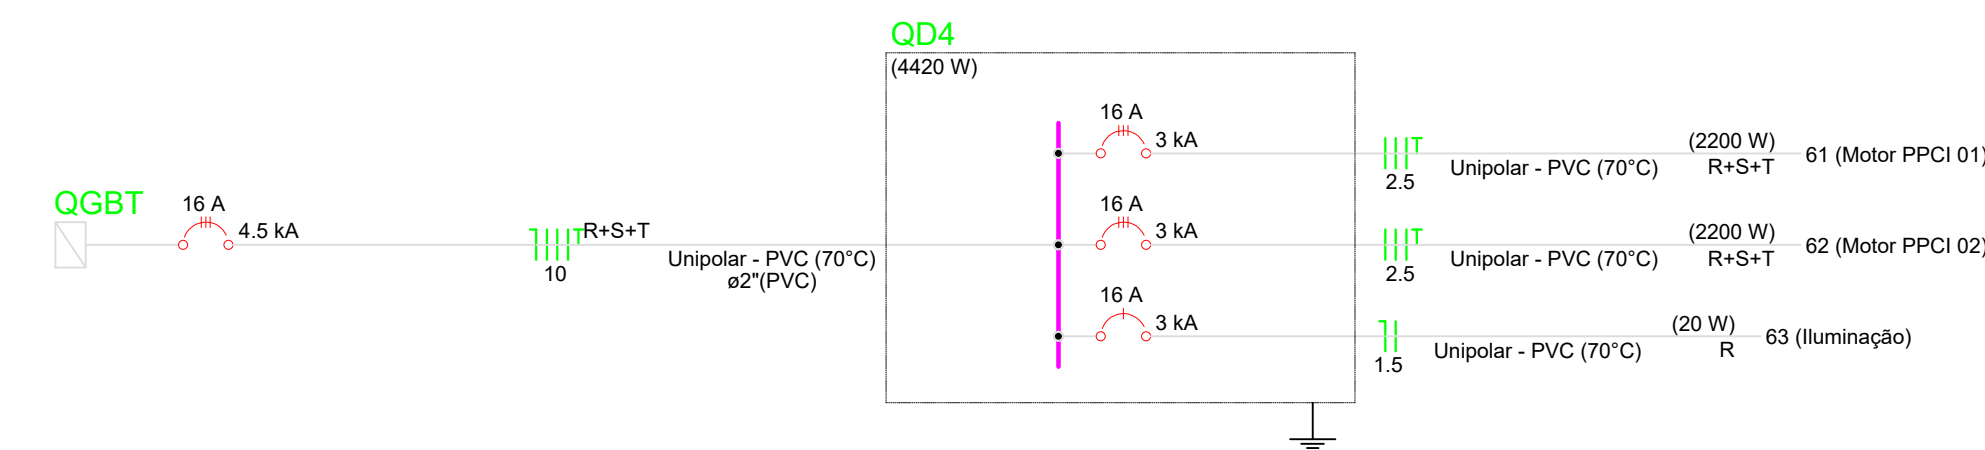 QD4
(4420 W)
16 A
3 kA
T
2.5
Unipolar - PVC (70°C)
(2200 W)
R+S+T
61 (Motor PPCI 01)
QGBT
16 A
4.5 kA
T
10
R+S+T
Unipolar - PVC (70°C)
ø2"(PVC)
16 A
3 kA
T
2.5
Unipolar - PVC (70°C)
(2200 W)
R+S+T
62 (Motor PPCI 02)
16 A
3 kA
1.5
Unipolar - PVC (70°C)
(20 W)
R
63 (Iluminação)